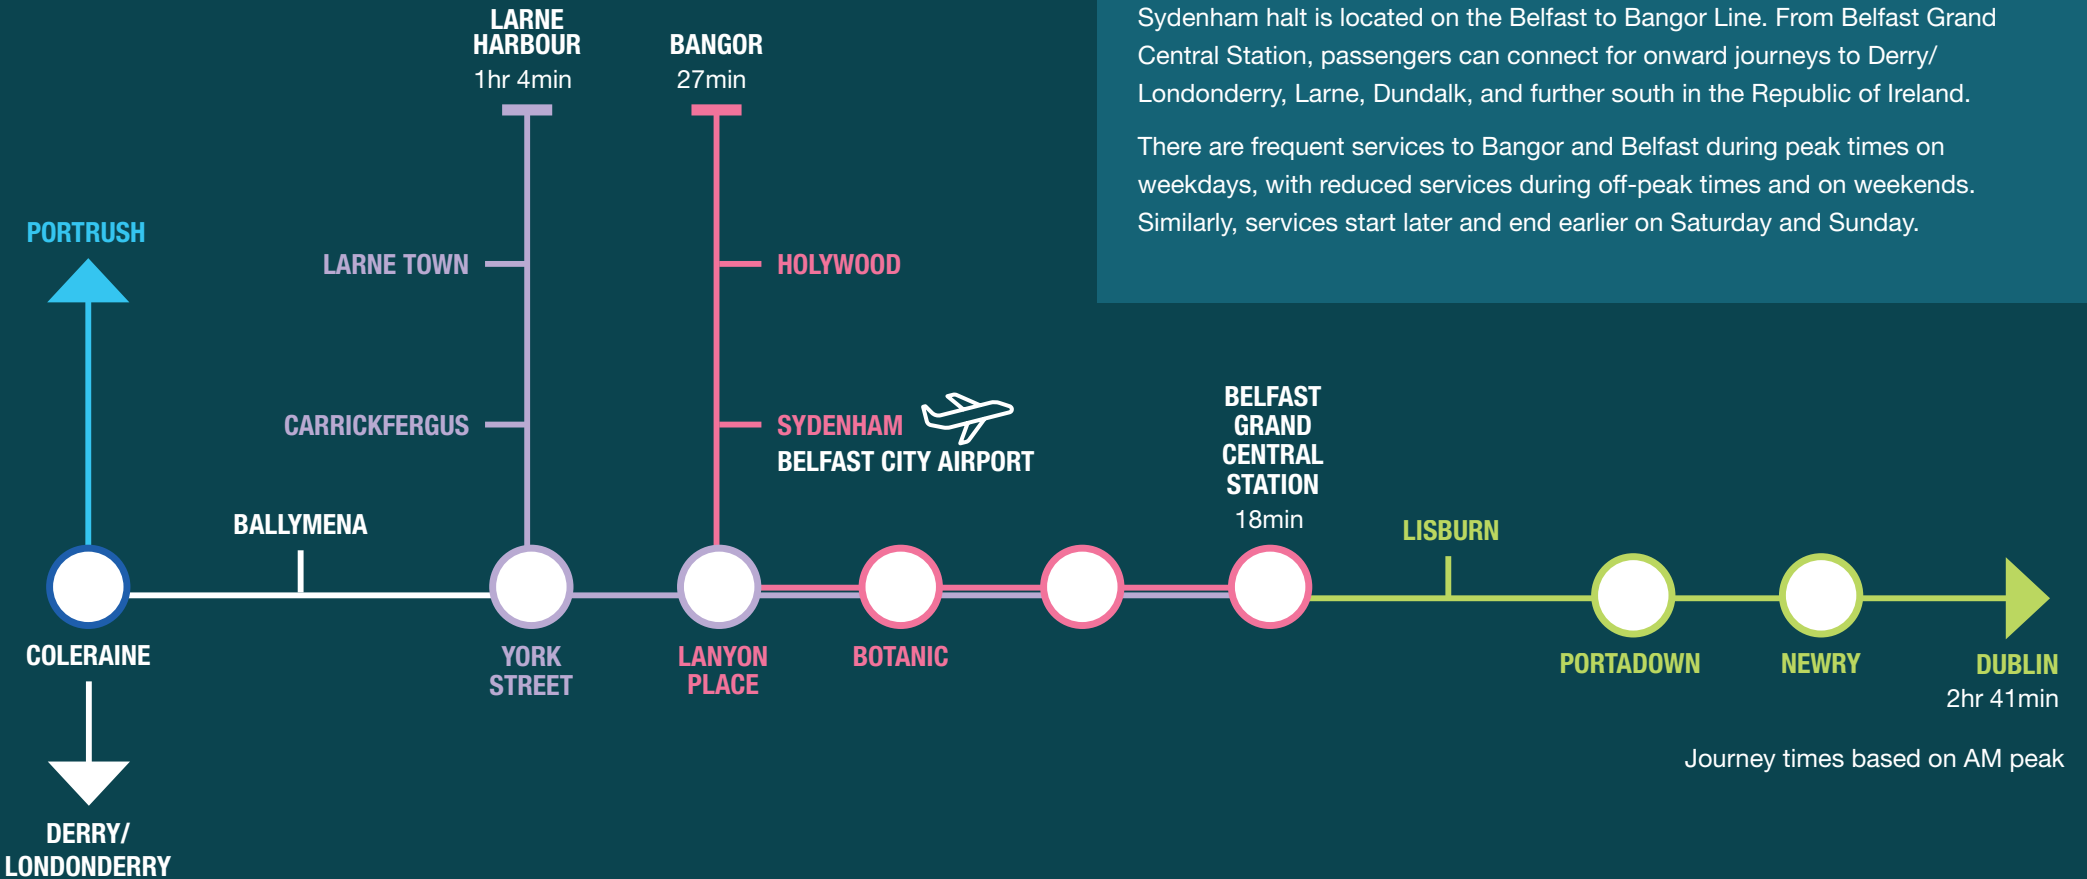 LARNE
HARBOUR
1hr 4min
BANGOR
27min
Sydenham halt is located on the Belfast to Bangor Line. From Belfast Grand
Central Station, passengers can connect for onward journeys to Derry/
Londonderry, Larne, Dundalk, and further south in the Republic of Ireland.
There are frequent services to Bangor and Belfast during peak times on
weekdays, with reduced services during off-peak times and on weekends.
Similarly, services start later and end earlier on Saturday and Sunday.
PORTRUSH
LARNE TOWN
HOLYWOOD
CARRICKFERGUS
SYDENHAM
BELFAST CITY AIRPORT
BELFAST
GRAND
CENTRAL
STATION
18min
BALLYMENA
LISBURN
COLERAINE
YORK
STREET
LANYON
PLACE
BOTANIC
PORTADOWN
NEWRY
DUBLIN
2hr 41min
Journey times based on AM peak
DERRY/
LONDONDERRY